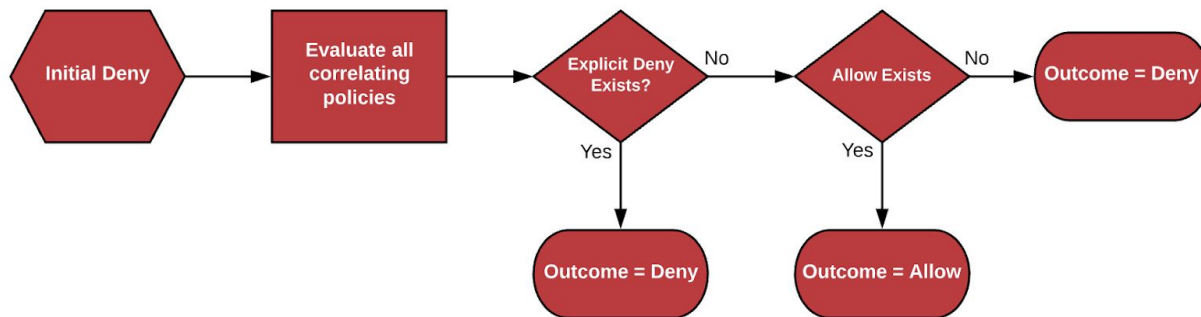 Initial Deny
Evaluate all
correlating
policies
Explicit Deny
Exists?
No
Allow Exists
No
Outcome = Deny
Yes
Yes
Outcome = Deny
Outcome = Allow